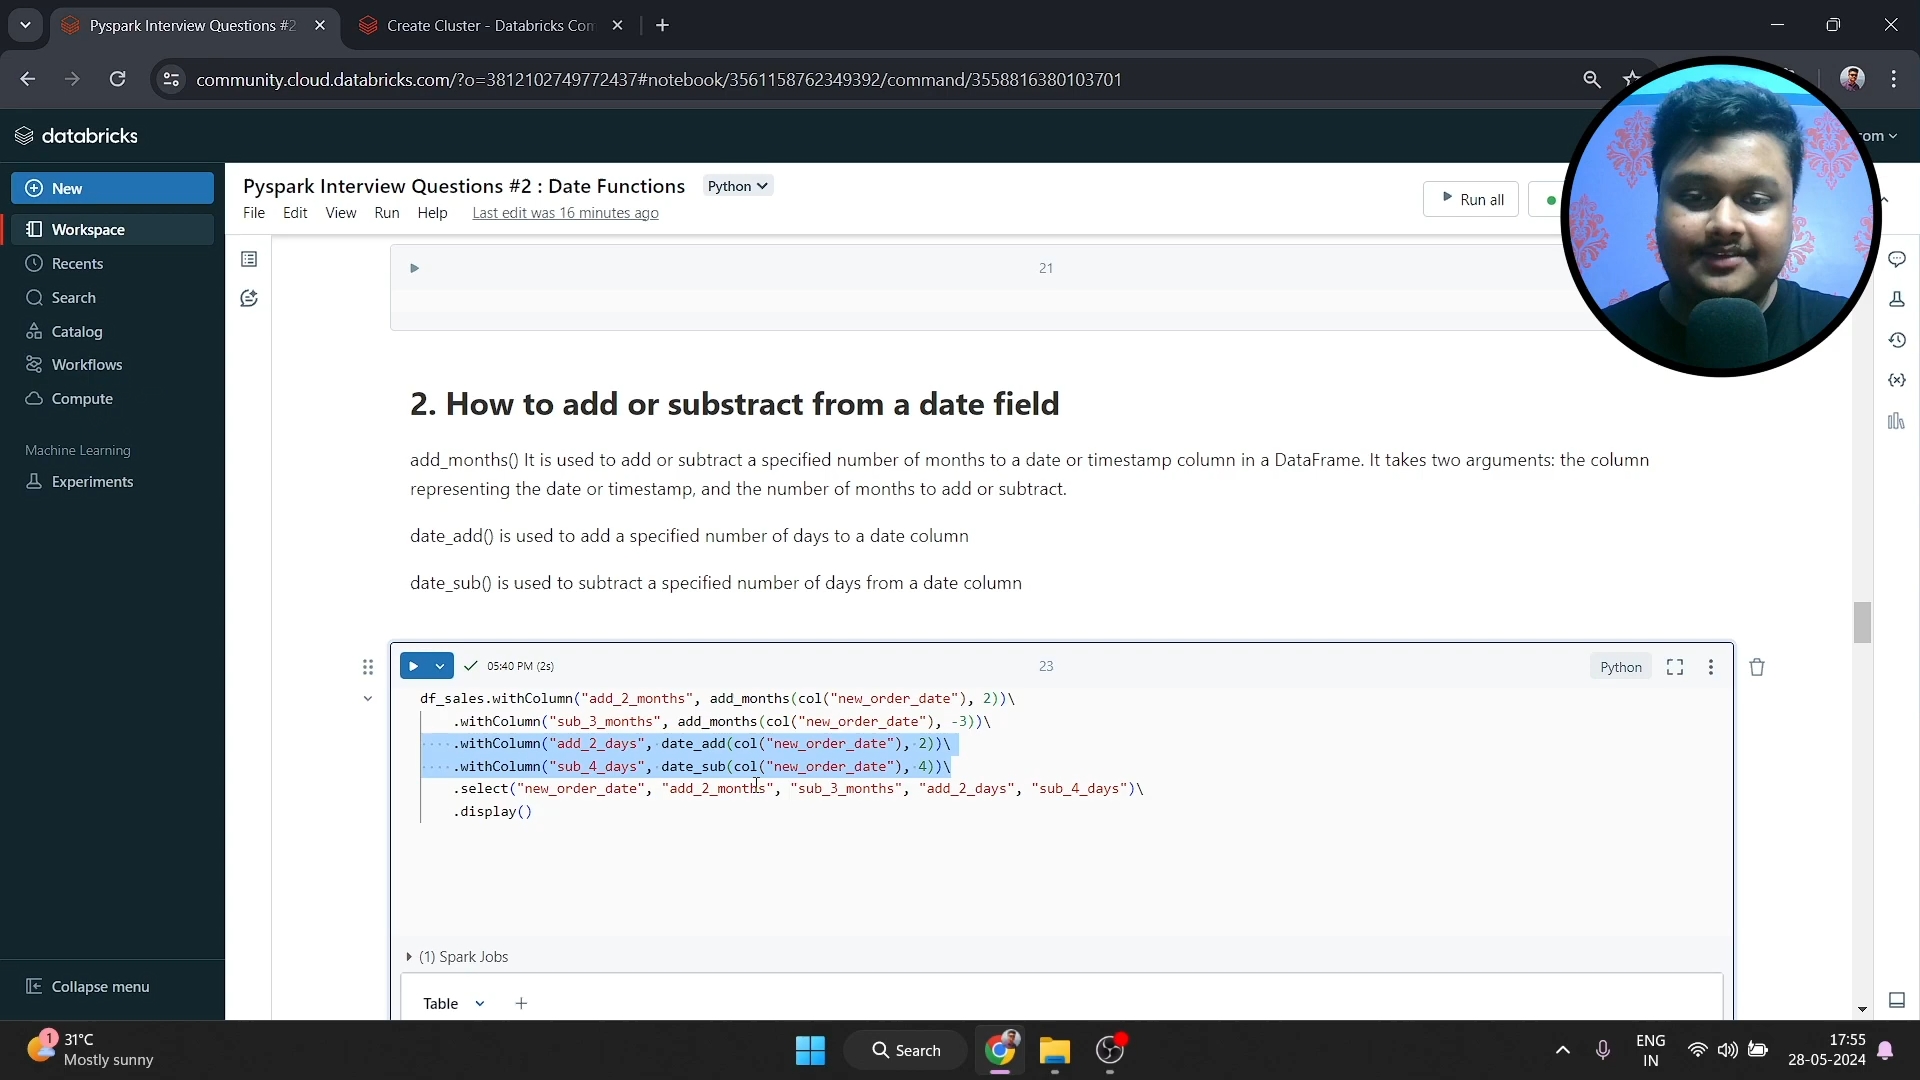 Pyspark Interview Questions #2
Create Cluster - Databricks Com
community.cloud.databricks.com/?o=3812102749772437#notebook/3561158762349392/command/3558816380103701
databricks
com
New
Workspace
Recents
Search
Catalog
Workflows
Compute
Machine Learning
Experiments
Collapse menu
Pyspark Interview Questions #2 : Date Functions
Python
File Edit View Run Help Last edit was 16 minutes ago
Run all
21
2. How to add or substract from a date field
add_months() It is used to add or subtract a specified number of months to a date or timestamp column in a DataFrame. It takes two arguments: the column
representing the date or timestamp, and the number of months to add or subtract.
date_add() is used to add a specified number of days to a date column
date_sub() is used to subtract a specified number of days from a date column
05:40 PM (2s)
23
Python
df_sales.withColumn("add_2_months", add_months(col("new_order_date"), 2))\
.withColumn("sub_3_months", add_months(col("new_order_date"), -3))\
.withColumn("add_2_days", date_add(col("new_order_date"), 2))\
.withColumn("sub_4_days", date_sub(col("new_order_date"), 4))\
.select("new_order_date", "add_2_months", "sub_3_months", "add_2_days", "sub_4_days")\
.display()
(1) Spark Jobs
Table
1
31°C
Mostly sunny
Search
ENG
IN
17:55
28-05-2024